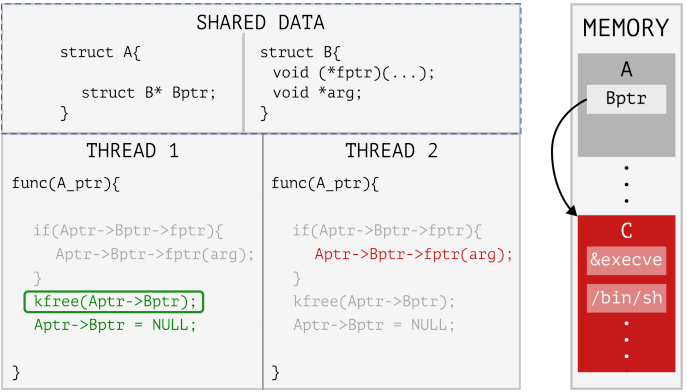 SHARED DATA
struct A{
struct B* Bptr;
}
struct B{
void (*fptr)(...);
void *arg;
}
THREAD 1
func(A_ptr){
if(Aptr->Bptr->fptr){
Aptr->Bptr->fptr(arg);
}
kfree(Aptr->Bptr);
Aptr->Bptr = NULL;
}
THREAD 2
func(A_ptr){
if(Aptr->Bptr->fptr){
Aptr->Bptr->fptr(arg);
}
kfree(Aptr->Bptr);
Aptr->Bptr = NULL;
}
MEMORY
A
Bptr
C
&execve
/bin/sh